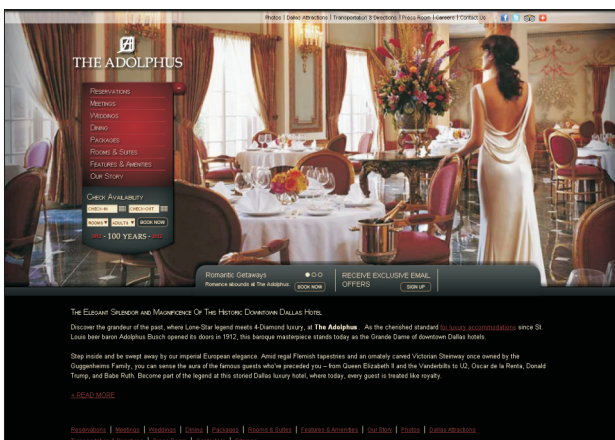 Photos | Dallas Attractions | Transportation & Directions | Press Room | Careers | Contact Us
THE ADOLPHUS
RESERVATIONS
MEETINGS
WEDDINGS
DINING
PACKAGES
ROOMS & SUITES
FEATURES & AMENITIES
OUR STORY
CHECK AVAILABILITY
CHECK-IN CHECK-OUT
ROOMS ADULTS BOOK NOW
- 100 YEARS -
Romantic Getaways
Romance abounds at The Adolphus. BOOK NOW
RECEIVE EXCLUSIVE EMAIL
OFFERS SIGN UP
THE ELEGANT SPLENDOR AND MAGNIFICENCE OF THIS HISTORIC DOWNTOWN DALLAS HOTEL
Discover the grandeur of the past, where Lone-Star legend meets 4-Diamond luxury, at The Adolphus . As the cherished standard for luxury accommodations since St.
Louis beer baron Adolphus Busch opened its doors in 1912, this baroque masterpiece stands today as the Grande Dame of downtown Dallas hotels.
Step inside and be swept away by our imperial European elegance. Amid regal Flemish tapestries and an ornately carved Victorian Steinway once owned by the
Guggenheims Family, you can sense the aura of the famous guests who've preceded you – from Queen Elizabeth II and the Vanderbilts to U2, Oscar de la Renta, Donald
Trump, and Babe Ruth. Become part of the legend at this storied Dallas luxury hotel, where today, every guest is treated like royalty.
+ READ MORE
Reservations | Meetings | Weddings | Dining | Packages | Rooms & Suites | Features & Amenities | Our Story | Photos | Dallas Attractions